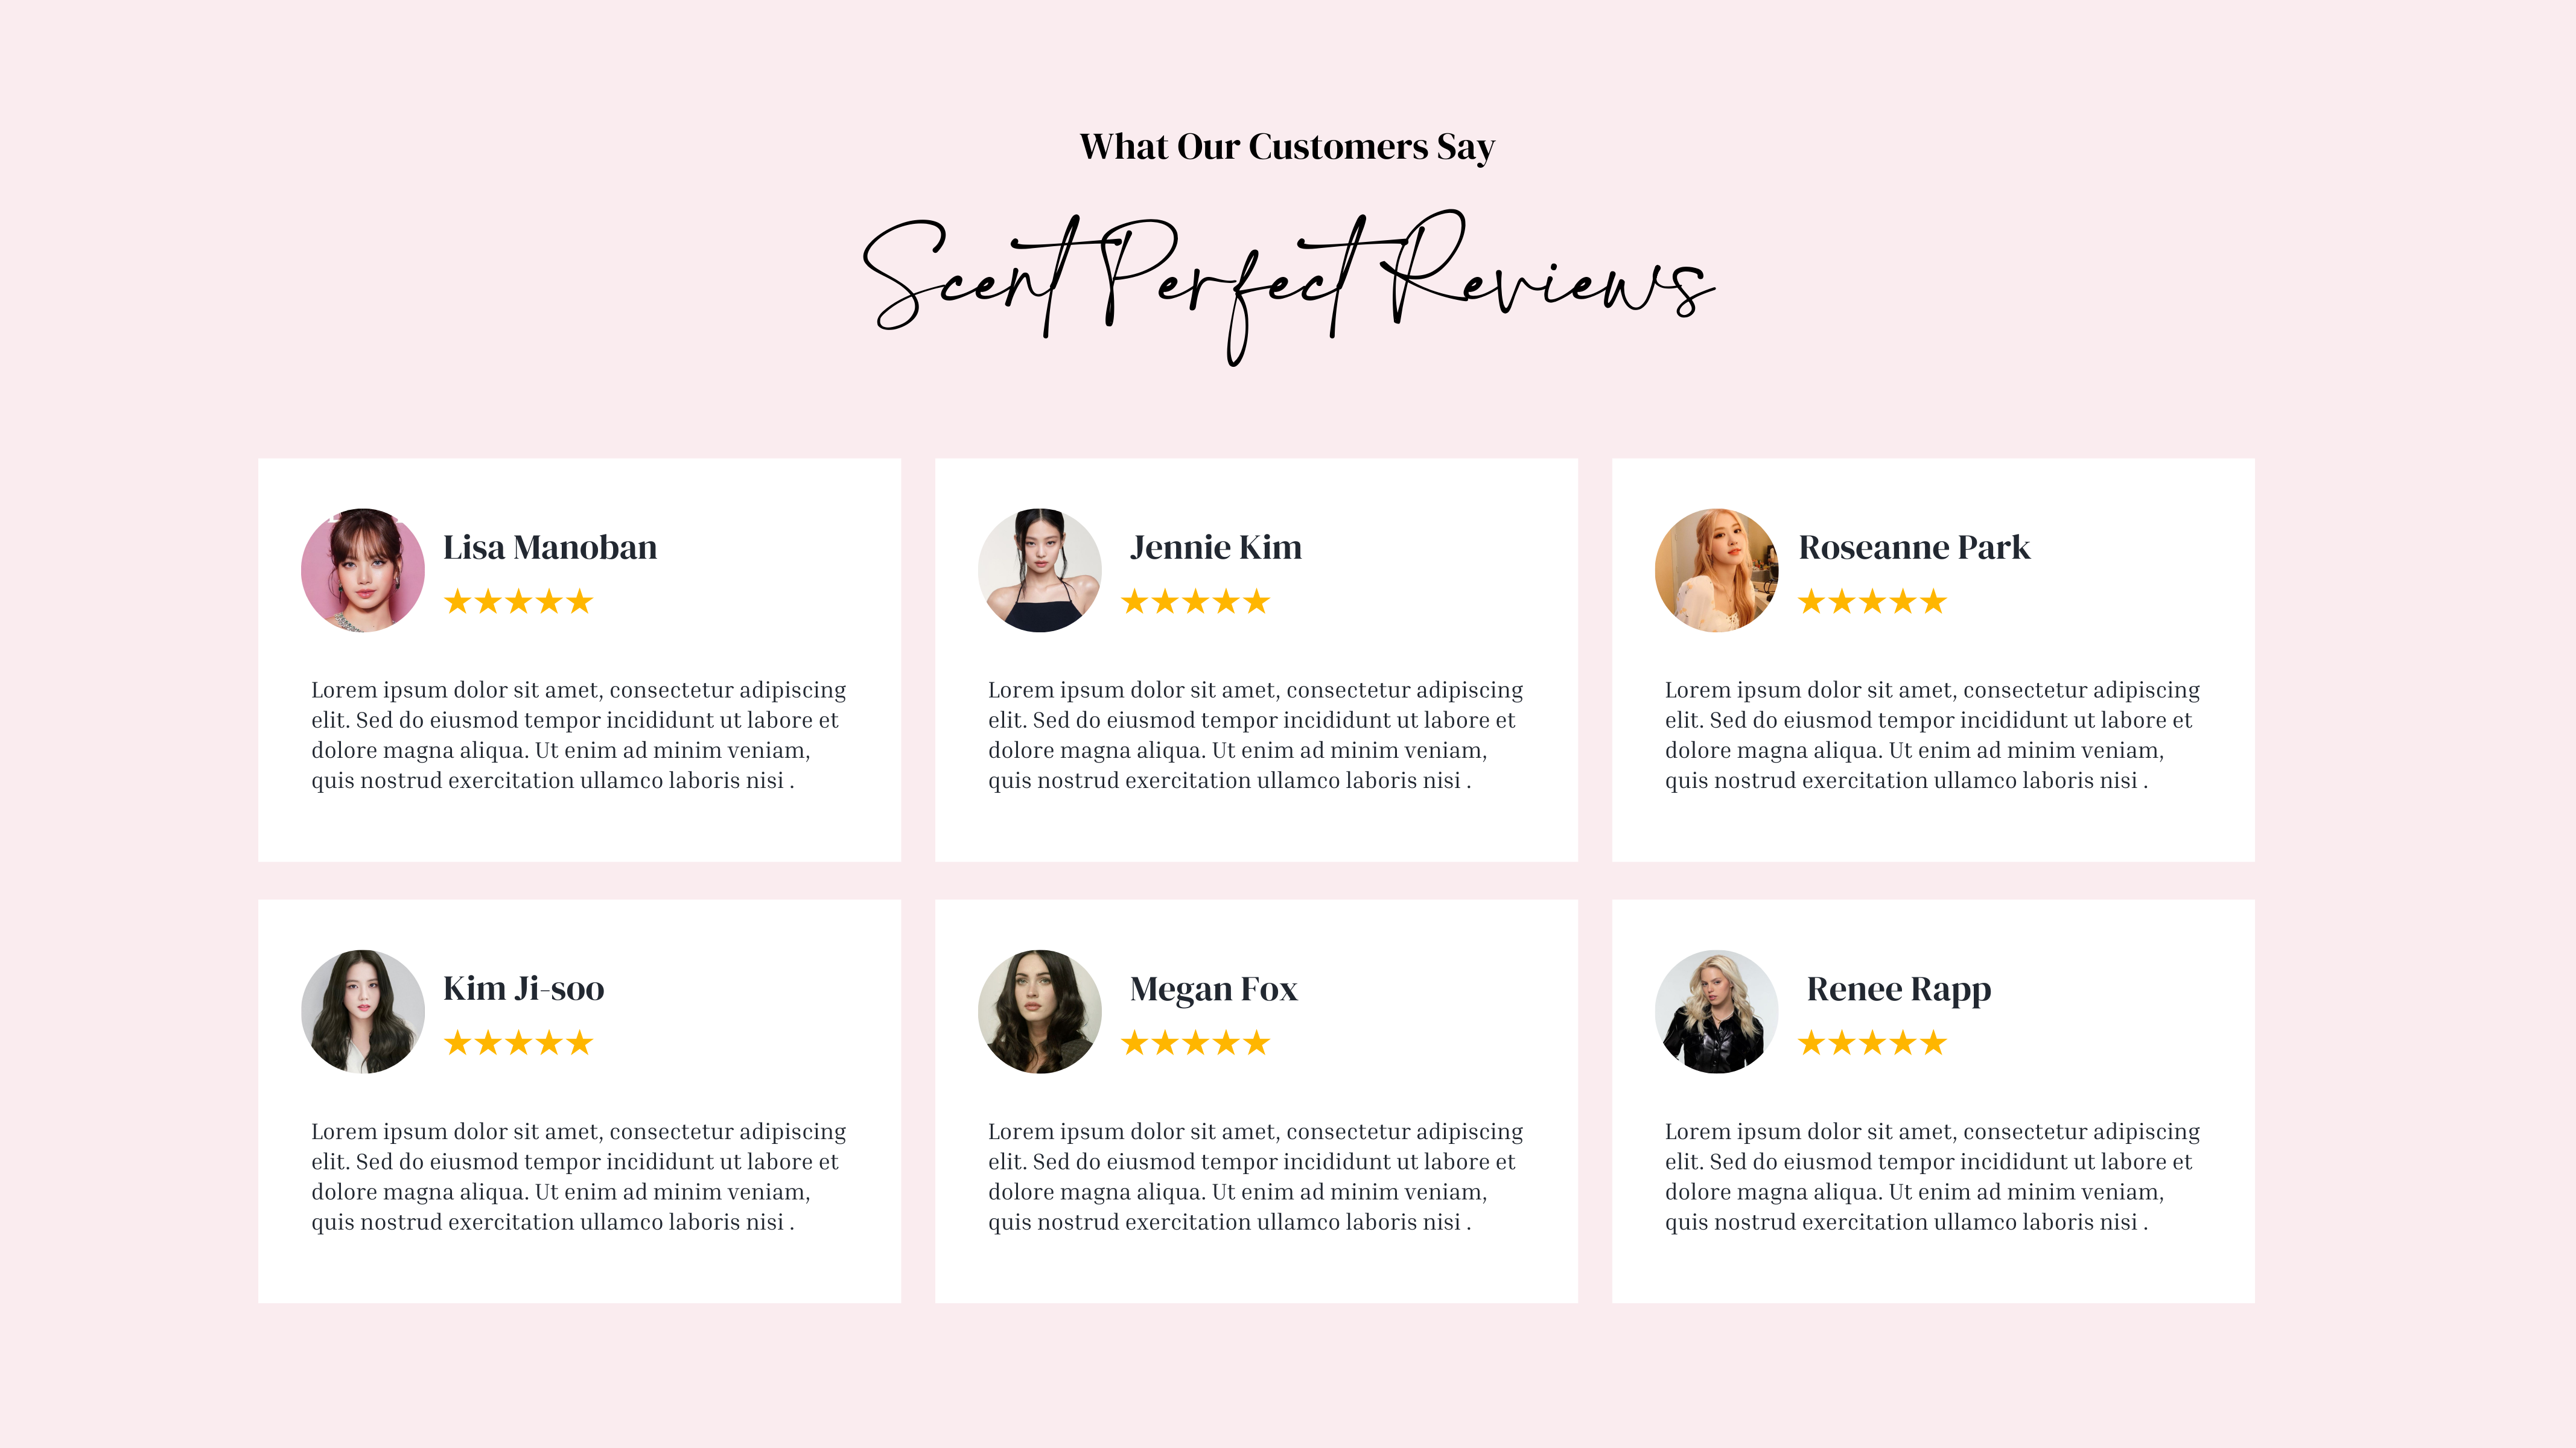 What Our Customers Say
Scent Perfect Reviews
Lisa Manoban
★★★★★
Lorem ipsum dolor sit amet, consectetur adipiscing
elit. Sed do eiusmod tempor incididunt ut labore et
dolore magna aliqua. Ut enim ad minim veniam,
quis nostrud exercitation ullamco laboris nisi .
Jennie Kim
★★★★★
Lorem ipsum dolor sit amet, consectetur adipiscing
elit. Sed do eiusmod tempor incididunt ut labore et
dolore magna aliqua. Ut enim ad minim veniam,
quis nostrud exercitation ullamco laboris nisi .
Roseanne Park
★★★★★
Lorem ipsum dolor sit amet, consectetur adipiscing
elit. Sed do eiusmod tempor incididunt ut labore et
dolore magna aliqua. Ut enim ad minim veniam,
quis nostrud exercitation ullamco laboris nisi .
Kim Ji-soo
★★★★★
Lorem ipsum dolor sit amet, consectetur adipiscing
elit. Sed do eiusmod tempor incididunt ut labore et
dolore magna aliqua. Ut enim ad minim veniam,
quis nostrud exercitation ullamco laboris nisi .
Megan Fox
★★★★★
Lorem ipsum dolor sit amet, consectetur adipiscing
elit. Sed do eiusmod tempor incididunt ut labore et
dolore magna aliqua. Ut enim ad minim veniam,
quis nostrud exercitation ullamco laboris nisi .
Renee Rapp
★★★★★
Lorem ipsum dolor sit amet, consectetur adipiscing
elit. Sed do eiusmod tempor incididunt ut labore et
dolore magna aliqua. Ut enim ad minim veniam,
quis nostrud exercitation ullamco laboris nisi .